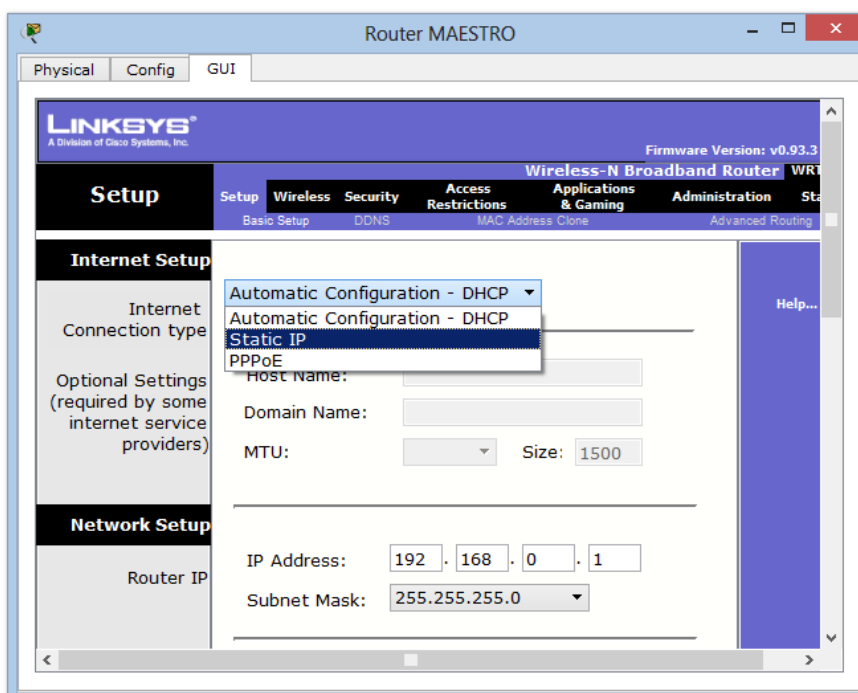 Router MAESTRO
Physical Config GUI
LINKSYS®
A Division of Cisco Systems, Inc.
Firmware Version: v0.93.3
Wireless-N Broadband Router WRT
Setup
Setup Wireless Security Access Restrictions Applications & Gaming Administration Sta
Basic Setup DDNS MAC Address Clone Advanced Routing
Internet Setup
Automatic Configuration - DHCP
Internet Connection type
Automatic Configuration - DHCP
Static IP
PPPoE
Help...
Optional Settings
(required by some
internet service
providers)
Host Name:
Domain Name:
MTU: Size: 1500
Network Setup
Router IP
IP Address: 192 . 168 . 0 . 1
Subnet Mask: 255.255.255.0